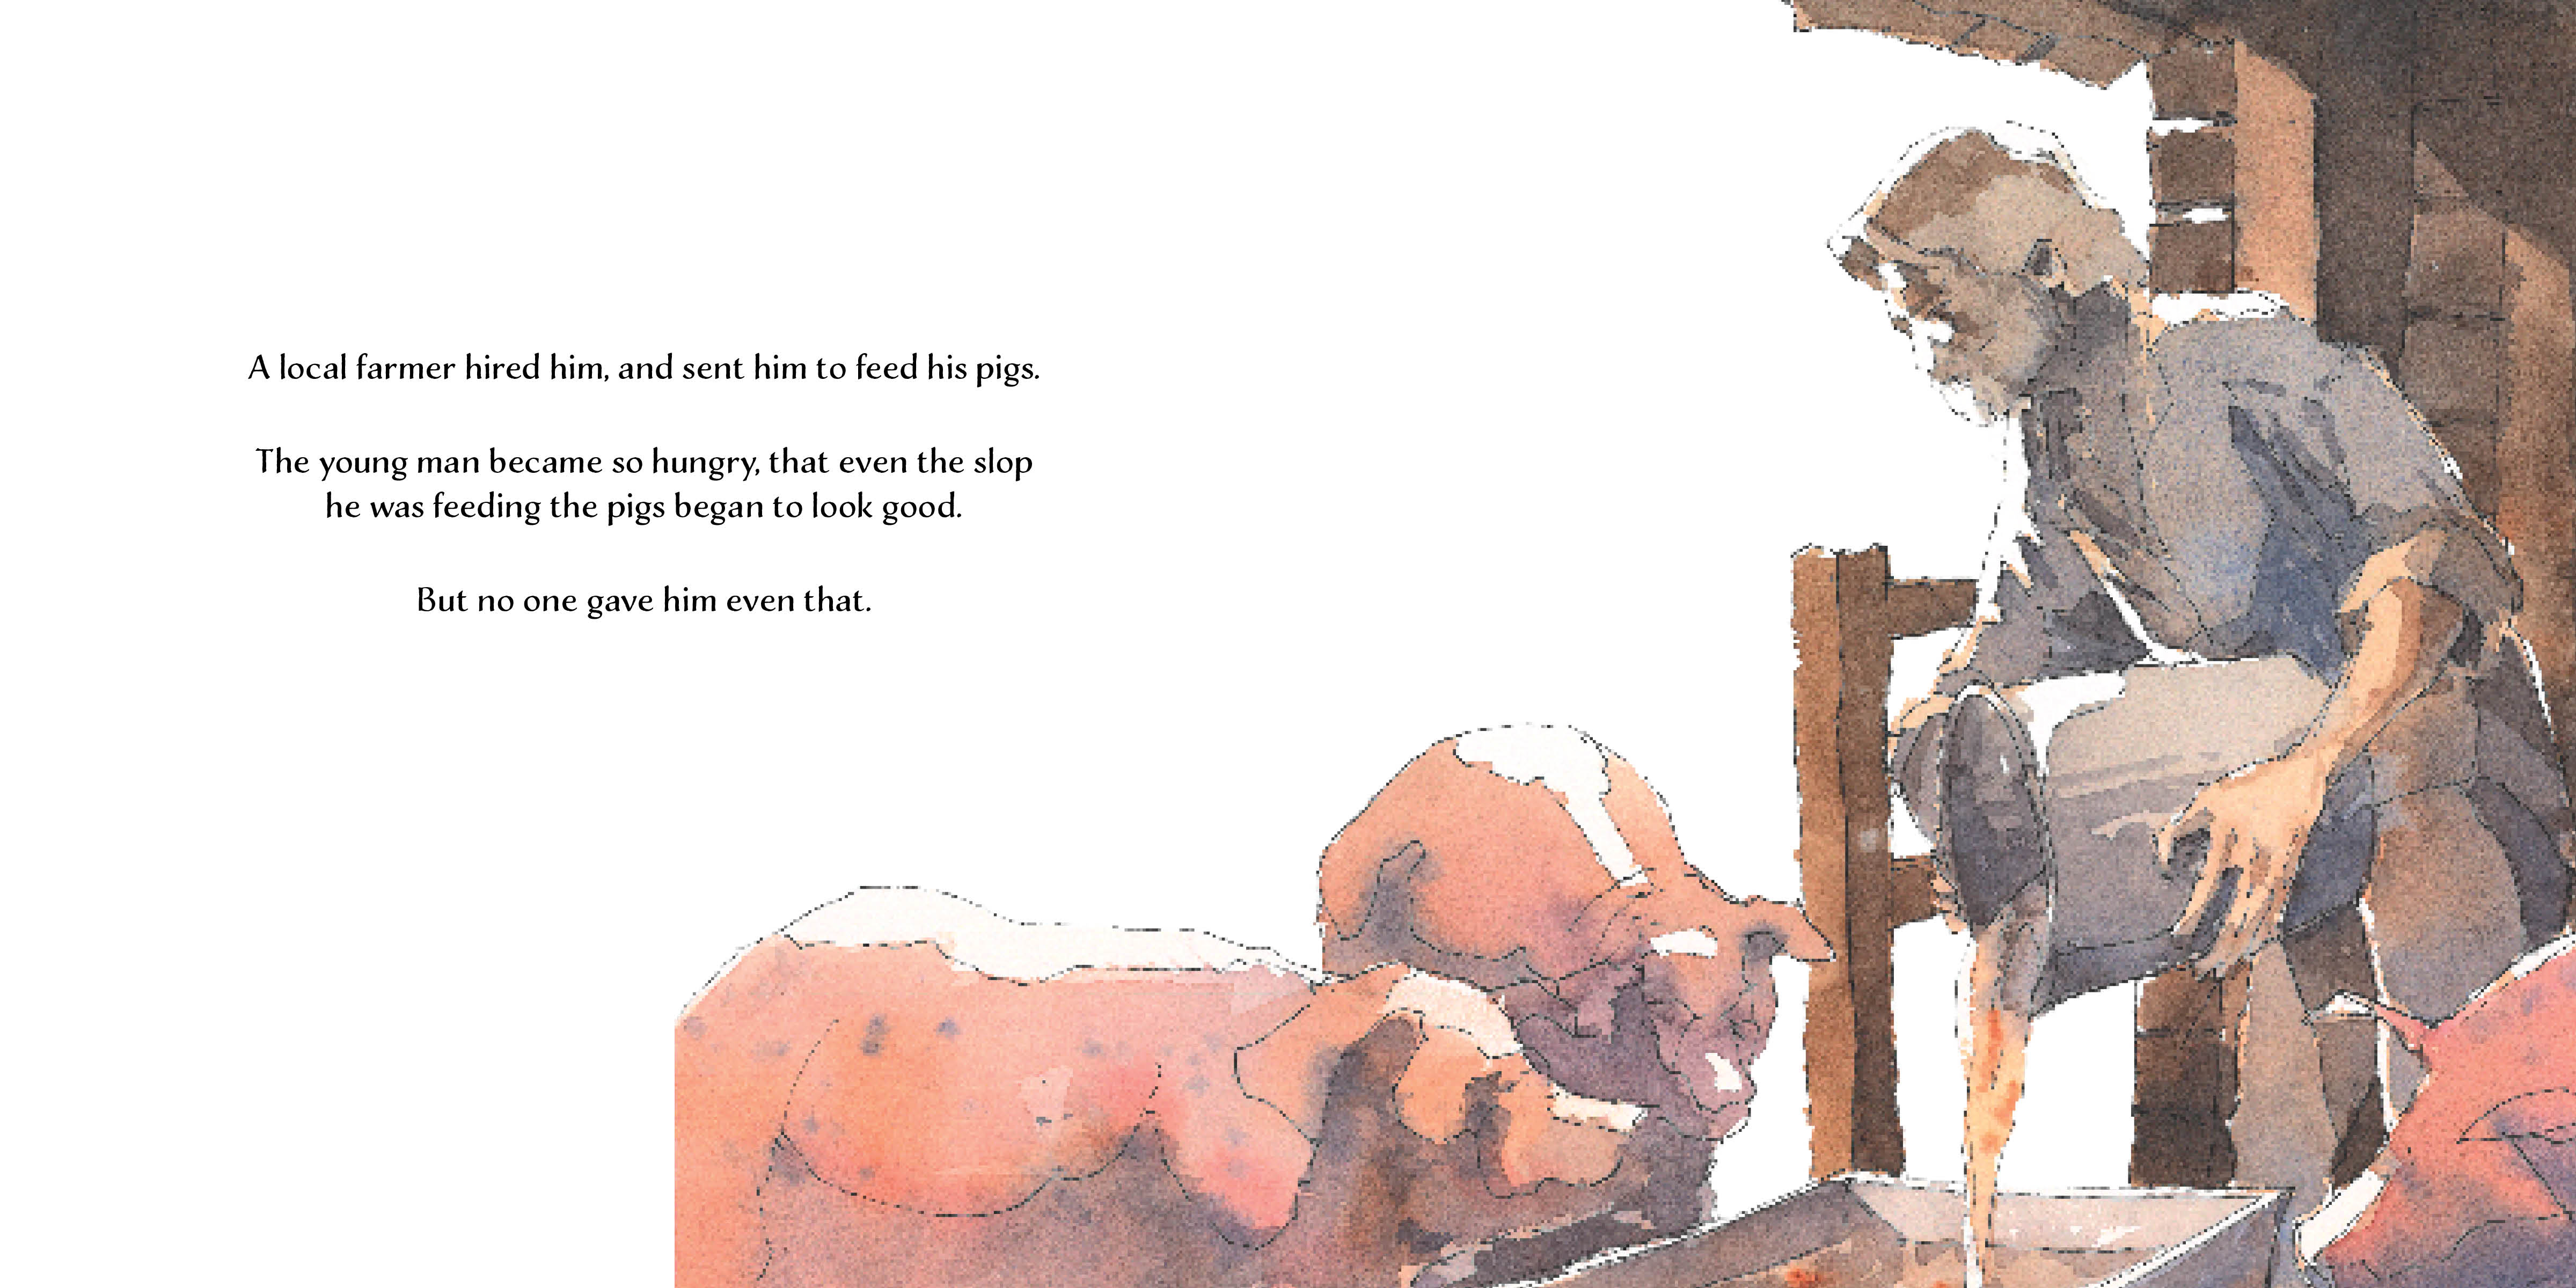 A local farmer hired him, and sent him to feed his pigs.
The young man became so hungry, that even the slop
he was feeding the pigs began to look good.
But no one gave him even that.